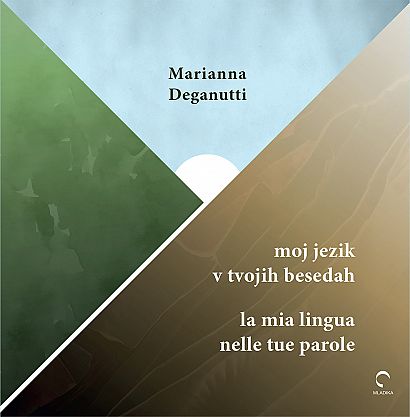 Marianna
Deganutti
moj jezik
v tvojih besedah
la mia lingua
nelle tue parole
MLADIKA